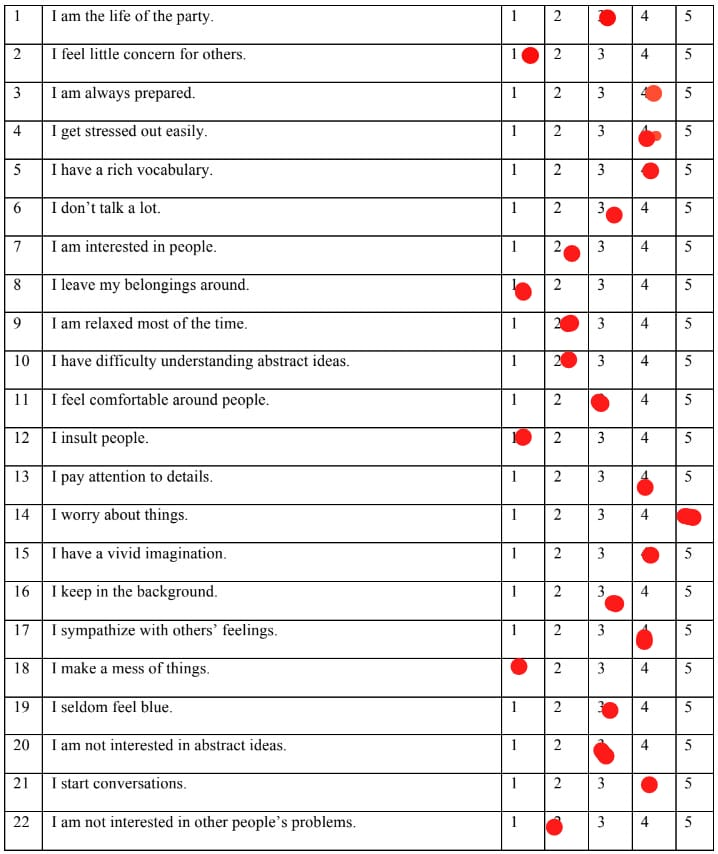 1 I am the life of the party. 1 2 4 5
2 I feel little concern for others. 1 2 3 4 5
3 I am always prepared. 1 2 3 4 5
4 I get stressed out easily. 1 2 3 4 5
5 I have a rich vocabulary. 1 2 3 5
6 I don’t talk a lot. 1 2 3 4 5
7 I am interested in people. 1 2 3 4 5
8 I leave my belongings around. 1 2 3 4 5
9 I am relaxed most of the time. 1 2 3 4 5
10 I have difficulty understanding abstract ideas. 1 2 3 4 5
11 I feel comfortable around people. 1 2 4 5
12 I insult people. 1 2 3 4 5
13 I pay attention to details. 1 2 3 4 5
14 I worry about things. 1 2 3 4
15 I have a vivid imagination. 1 2 3 5
16 I keep in the background. 1 2 3 4 5
17 I sympathize with others’ feelings. 1 2 3 4 5
18 I make a mess of things. 2 3 4 5
19 I seldom feel blue. 1 2 3 4 5
20 I am not interested in abstract ideas. 1 2 4 5
21 I start conversations. 1 2 3 5
22 I am not interested in other people’s problems. 1 2 3 4 5